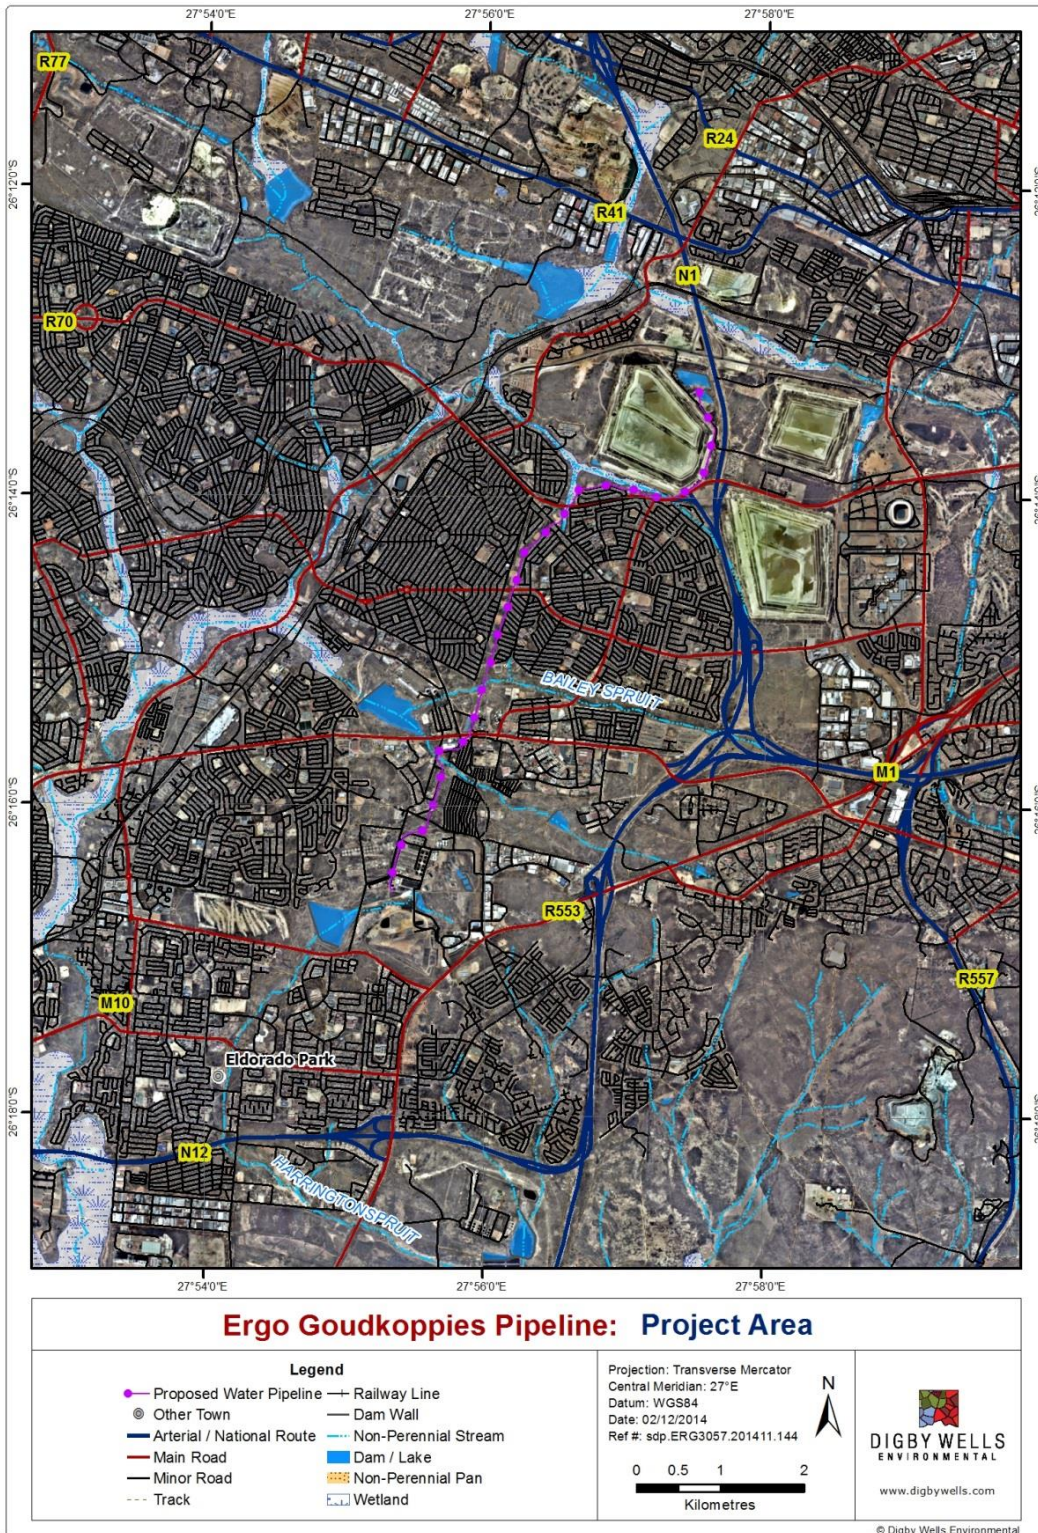 27°54'0"E 27°56'0"E 27°58'0"E
R77
R24
26°12'0"S
R41
N1
R70
26°14'0"S
BAILEY SPRUIT
M1
26°16'0"S
R553
R557
M10
Eldorado Park
26°18'0"S
N12
HARRINGTONSPRUIT
27°54'0"E 27°56'0"E 27°58'0"E
Ergo Goudkoppies Pipeline: Project Area
Legend
Proposed Water Pipeline
Other Town
Arterial / National Route
Main Road
Minor Road
Track
Railway Line
Dam Wall
Non-Perennial Stream
Dam / Lake
Non-Perennial Pan
Wetland
Projection: Transverse Mercator
Central Meridian: 27°E
Datum: WGS84
Date: 02/12/2014
Ref #: sdp.ERG3057.201411.144
N
0 0.5 1 2
Kilometres
DIGBY WELLS
ENVIRONMENTAL
www.digbywells.com
© Digby Wells Environmental